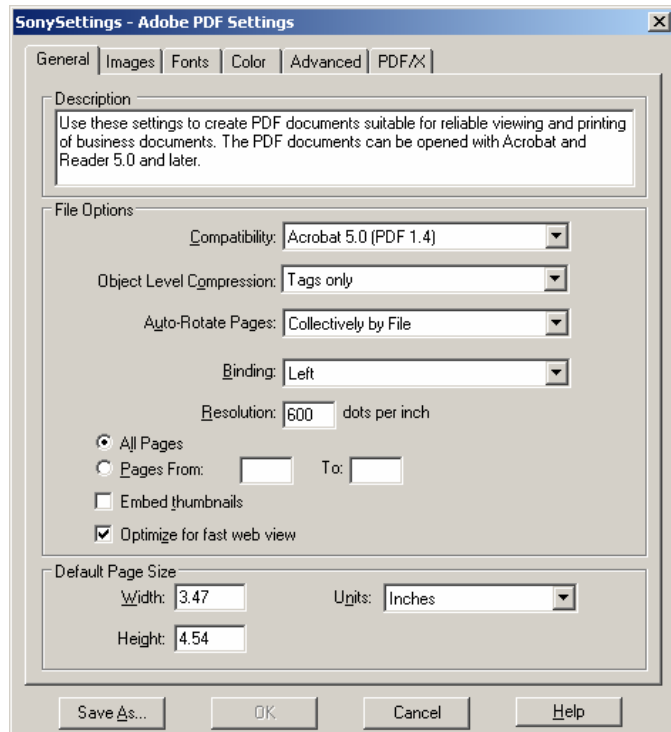 SonySettings - Adobe PDF Settings
General Images Fonts Color Advanced PDF/X
Description
Use these settings to create PDF documents suitable for reliable viewing and printing
of business documents. The PDF documents can be opened with Acrobat and
Reader 5.0 and later.
File Options
Compatibility: Acrobat 5.0 (PDF 1.4)
Object Level Compression: Tags only
Auto-Rotate Pages: Collectively by File
Binding: Left
Resolution: 600 dots per inch
All Pages
Pages From: To:
Embed thumbnails
Optimize for fast web view
Default Page Size
Width: 3.47 Units: Inches
Height: 4.54
Save As... OK Cancel Help